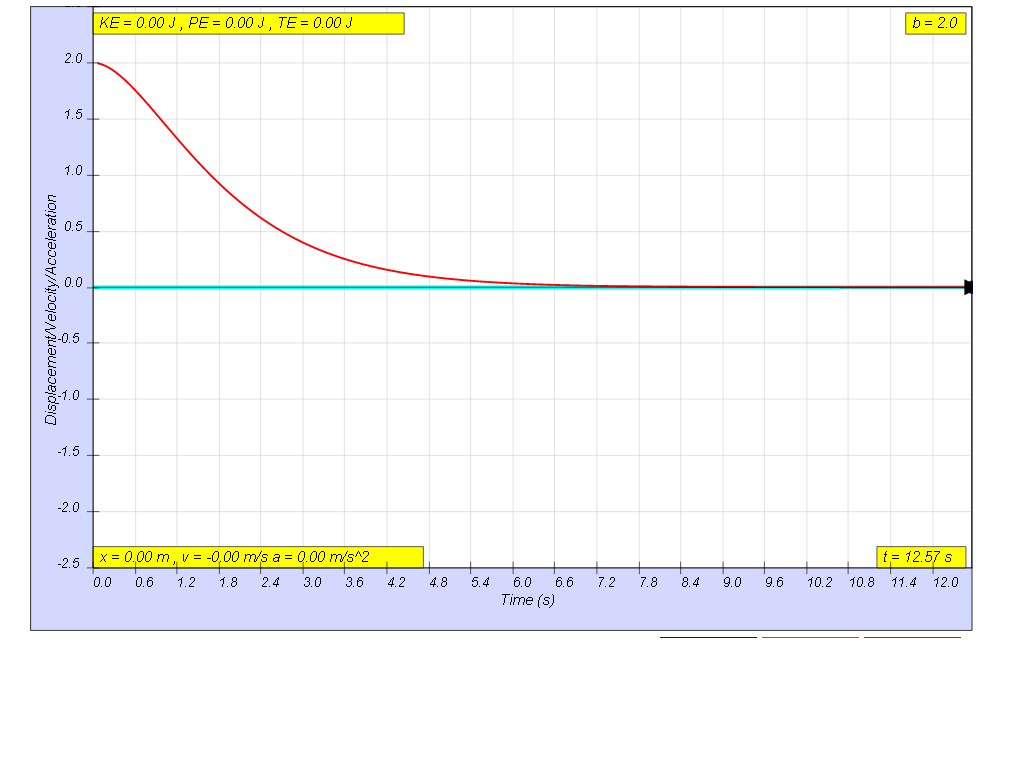 KE = 0.00 J , PE = 0.00 J , TE = 0.00 J
b = 2.0
2.0
1.5
1.0
0.5
0.0
-0.5
-1.0
-1.5
-2.0
-2.5
Displacement/Velocity/Acceleration
x = 0.00 m , v = -0.00 m/s a = 0.00 m/s^2
t = 12.57 s
0.0 0.6 1.2 1.8 2.4 3.0 3.6 4.2 4.8 5.4 6.0 6.6 7.2 7.8 8.4 9.0 9.6 10.2 10.8 11.4 12.0
Time (s)